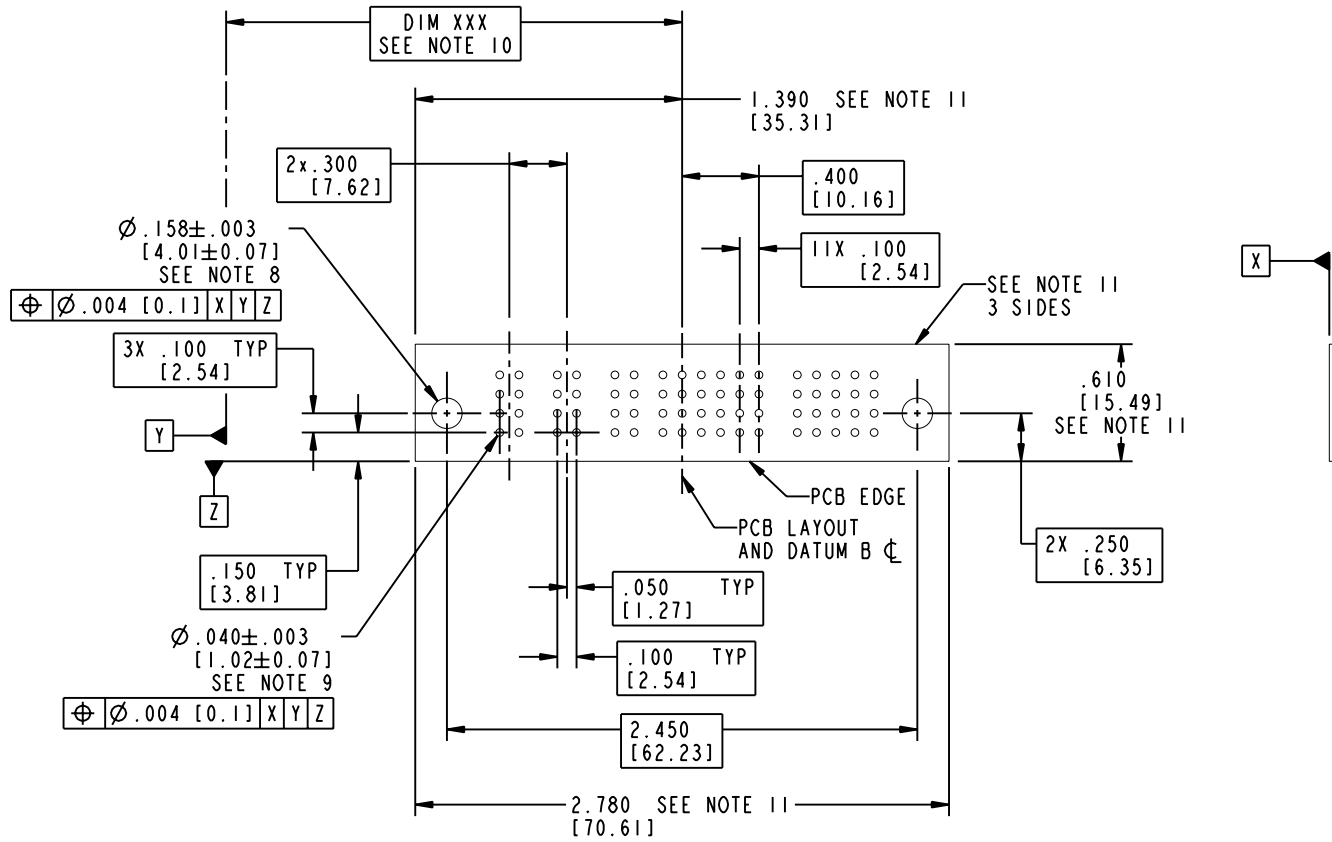 DIM XXX
SEE NOTE 10
1.390 SEE NOTE 11
[35.31]
2x.300
[7.62]
.400
[10.16]
Ø.158±.003
[4.01±0.07]
SEE NOTE 8
⌖ Ø.004 [0.1] X Y Z
11X .100
[2.54]
X
SEE NOTE 11
3 SIDES
3X .100 TYP
[2.54]
.610
[15.49]
SEE NOTE 11
Y
Z
PCB EDGE
PCB LAYOUT
AND DATUM B ℄
2X .250
[6.35]
.150 TYP
[3.81]
.050 TYP
[1.27]
Ø.040±.003
[1.02±0.07]
SEE NOTE 9
⌖ Ø.004 [0.1] X Y Z
.100 TYP
[2.54]
2.450
[62.23]
2.780 SEE NOTE 11
[70.61]